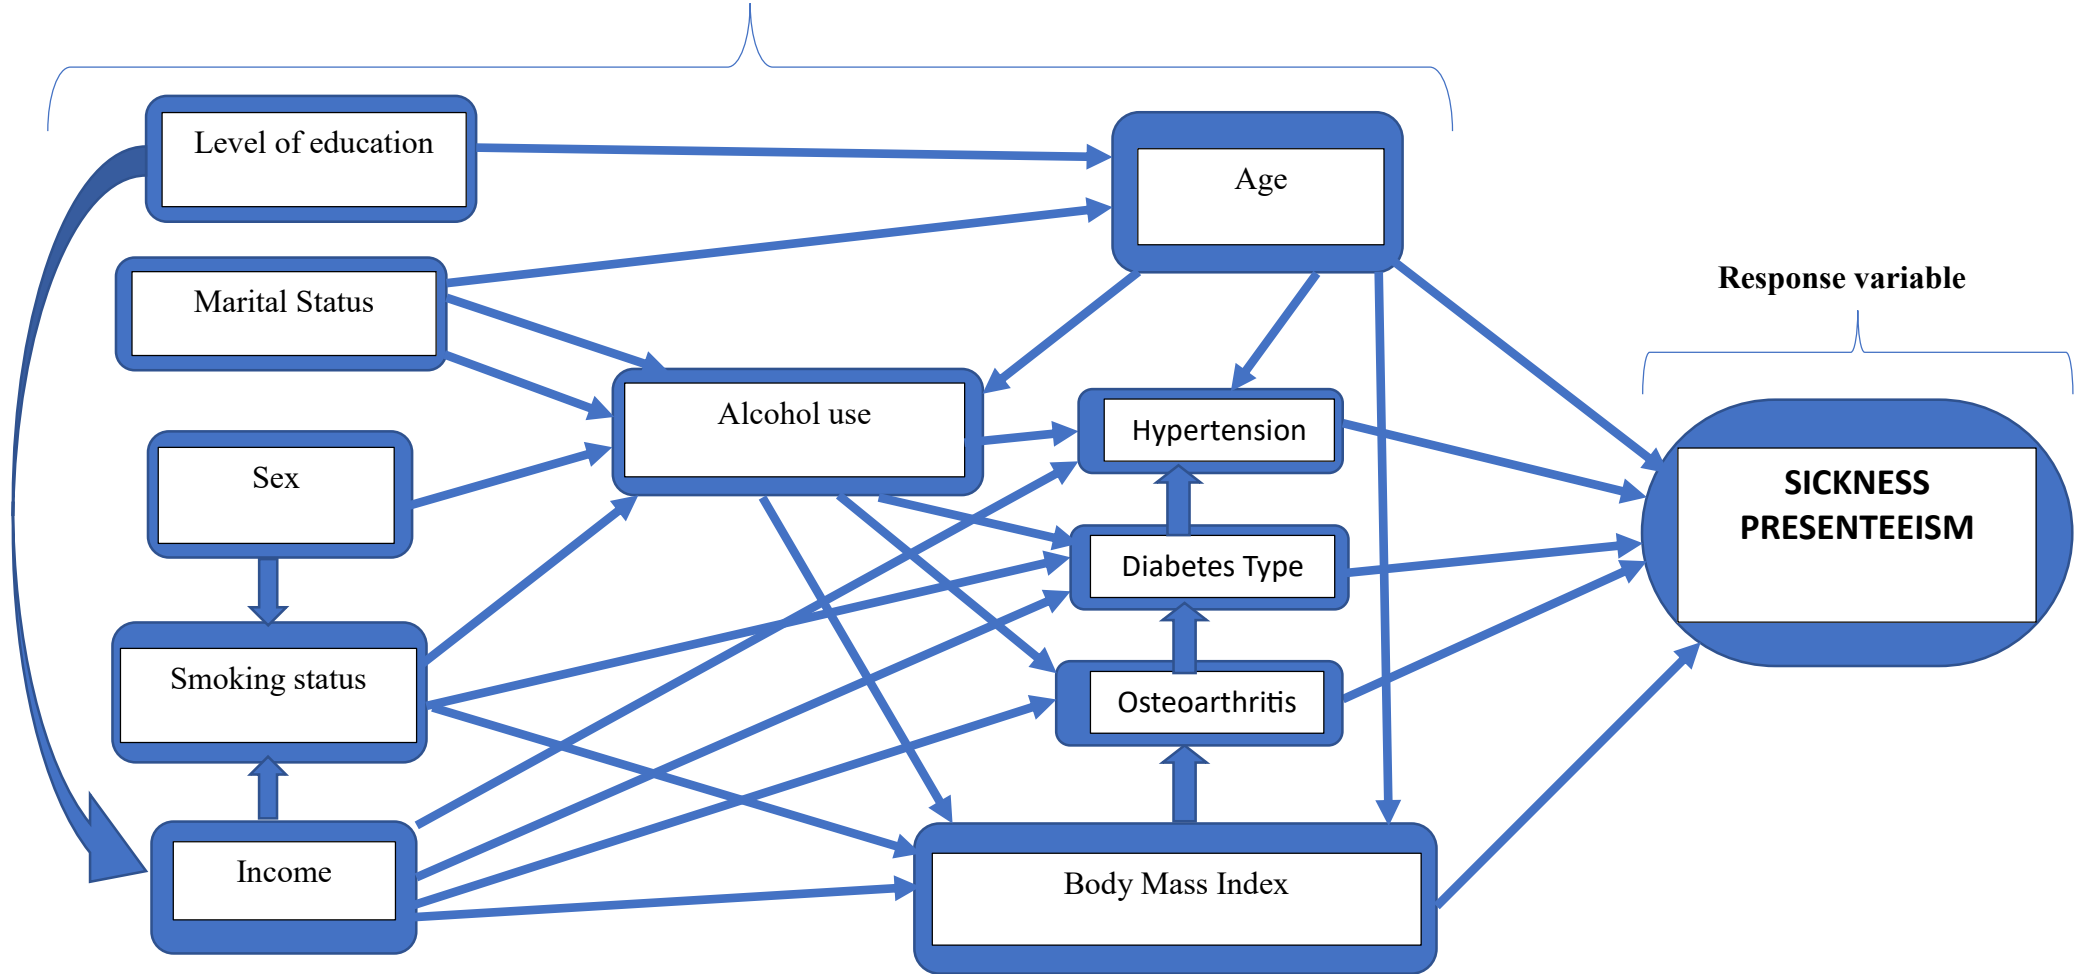 Level of education
Age
Marital Status
Response variable
Alcohol use
Hypertension
Sex
SICKNESS
PRESENTEEISM
Diabetes Type
Smoking status
Osteoarthritis
Income
Body Mass Index